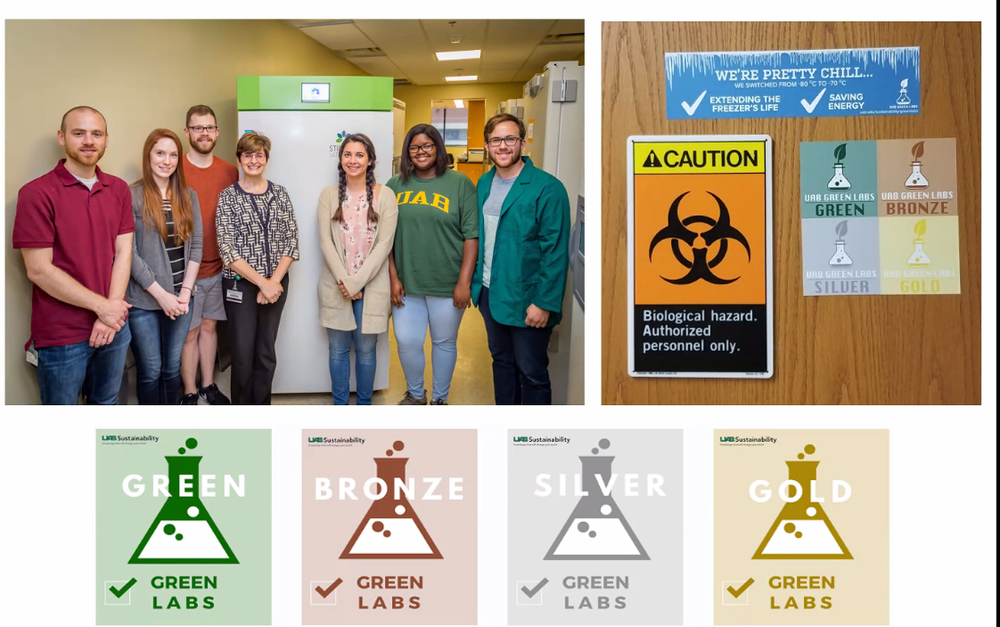 UAB
WE'RE PRETTY CHILL...
WE SWITCHED FROM -80 °C TO -70 °C
EXTENDING THE
FREEZER'S LIFE
SAVING
ENERGY
UAB GREEN LABS
CAUTION
Biological hazard.
Authorized
personnel only.
UAB GREEN LABS
GREEN
UAB GREEN LABS
BRONZE
UAB GREEN LABS
SILVER
UAB GREEN LABS
GOLD
UAB Sustainability
GREEN
GREEN
LABS
UAB Sustainability
BRONZE
GREEN
LABS
UAB Sustainability
SILVER
GREEN
LABS
UAB Sustainability
GOLD
GREEN
LABS